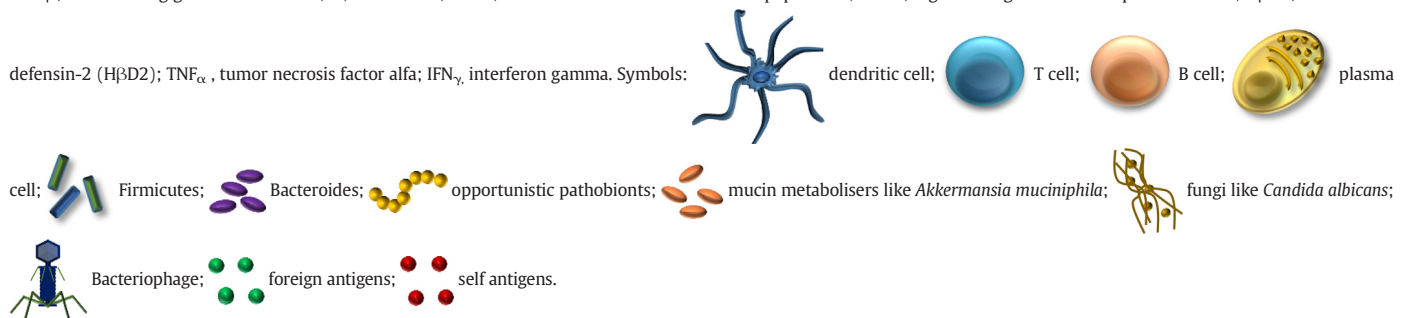 defensin-2 (HβD2); TNFα , tumor necrosis factor alfa; IFNγ, interferon gamma. Symbols: dendritic cell; T cell; B cell; plasma
cell; Firmicutes; Bacteroides; opportunistic pathobionts; mucin metabolisers like Akkermansia muciniphila; fungi like Candida albicans;
Bacteriophage; foreign antigens; self antigens.